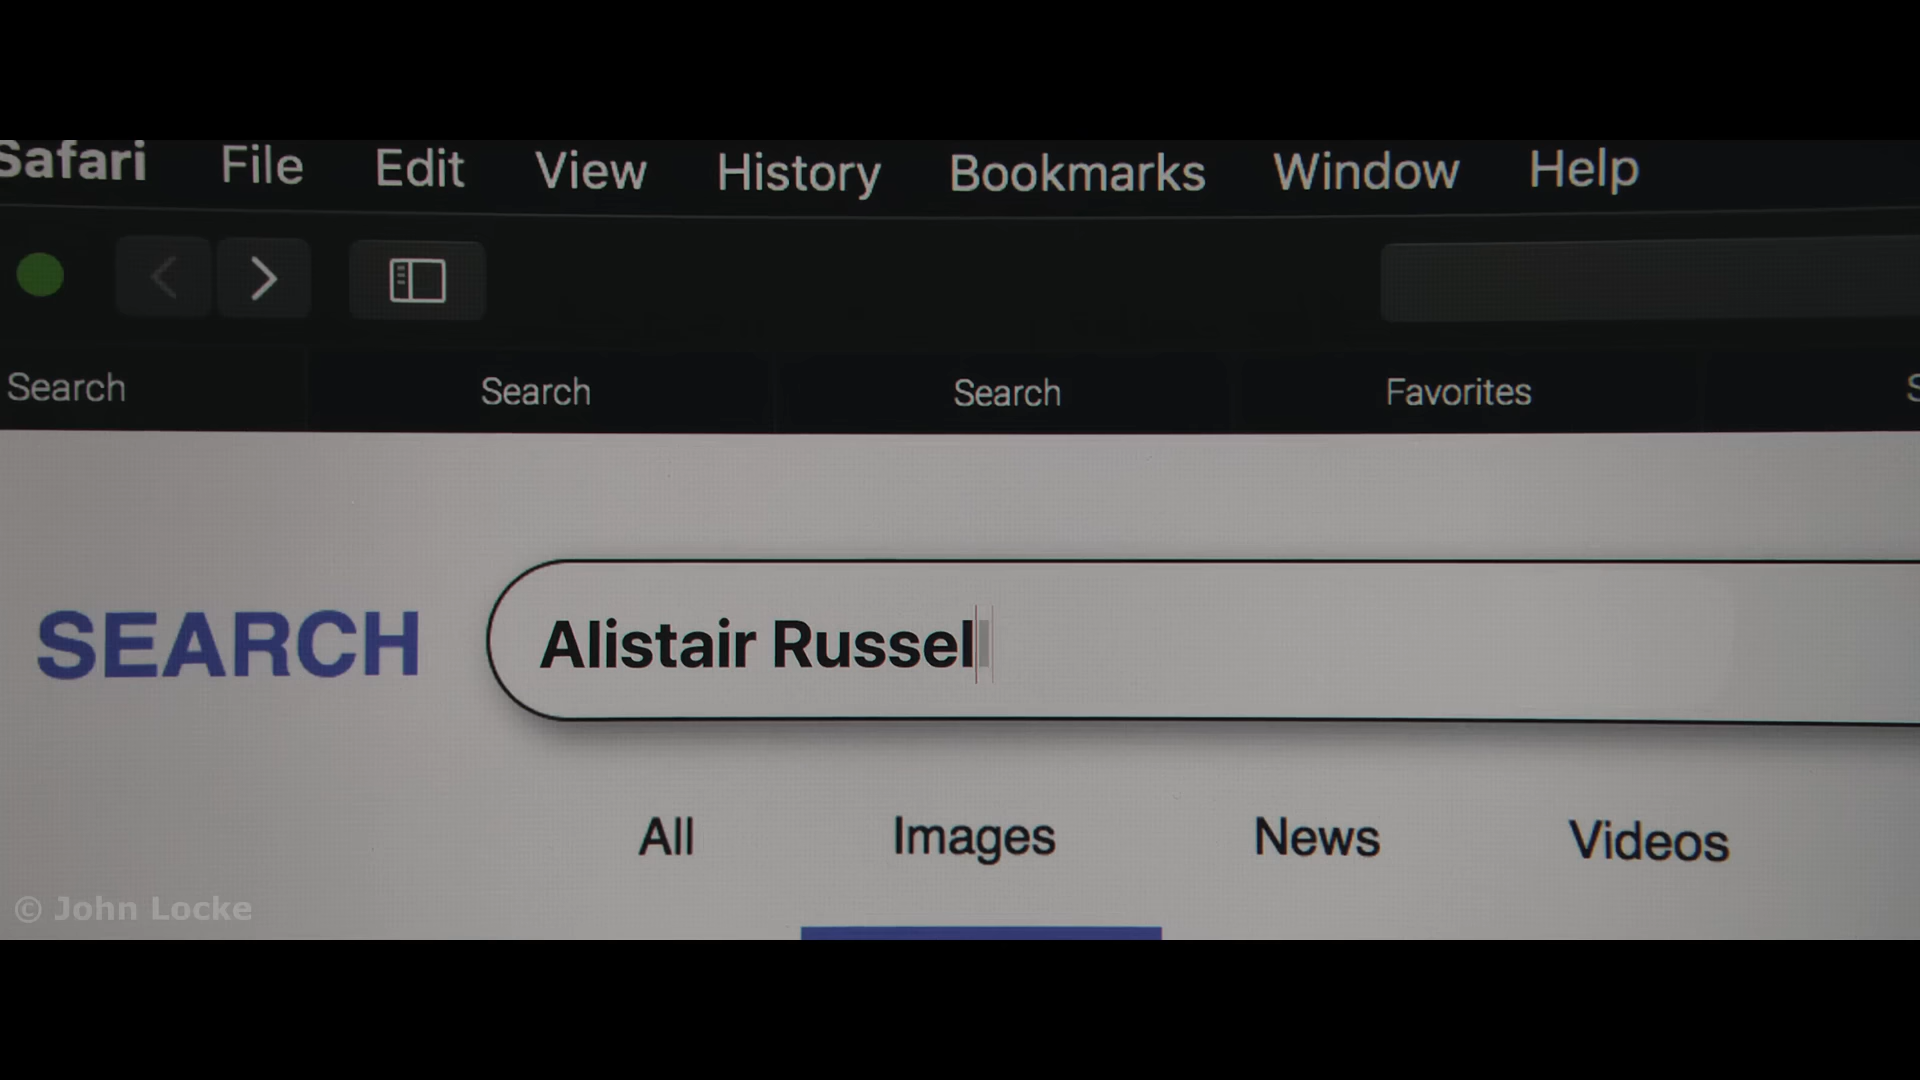 Safari File Edit View History Bookmarks Window Help
Search Search Search Favorites S
SEARCH Alistair Russel
All Images News Videos
© John Locke